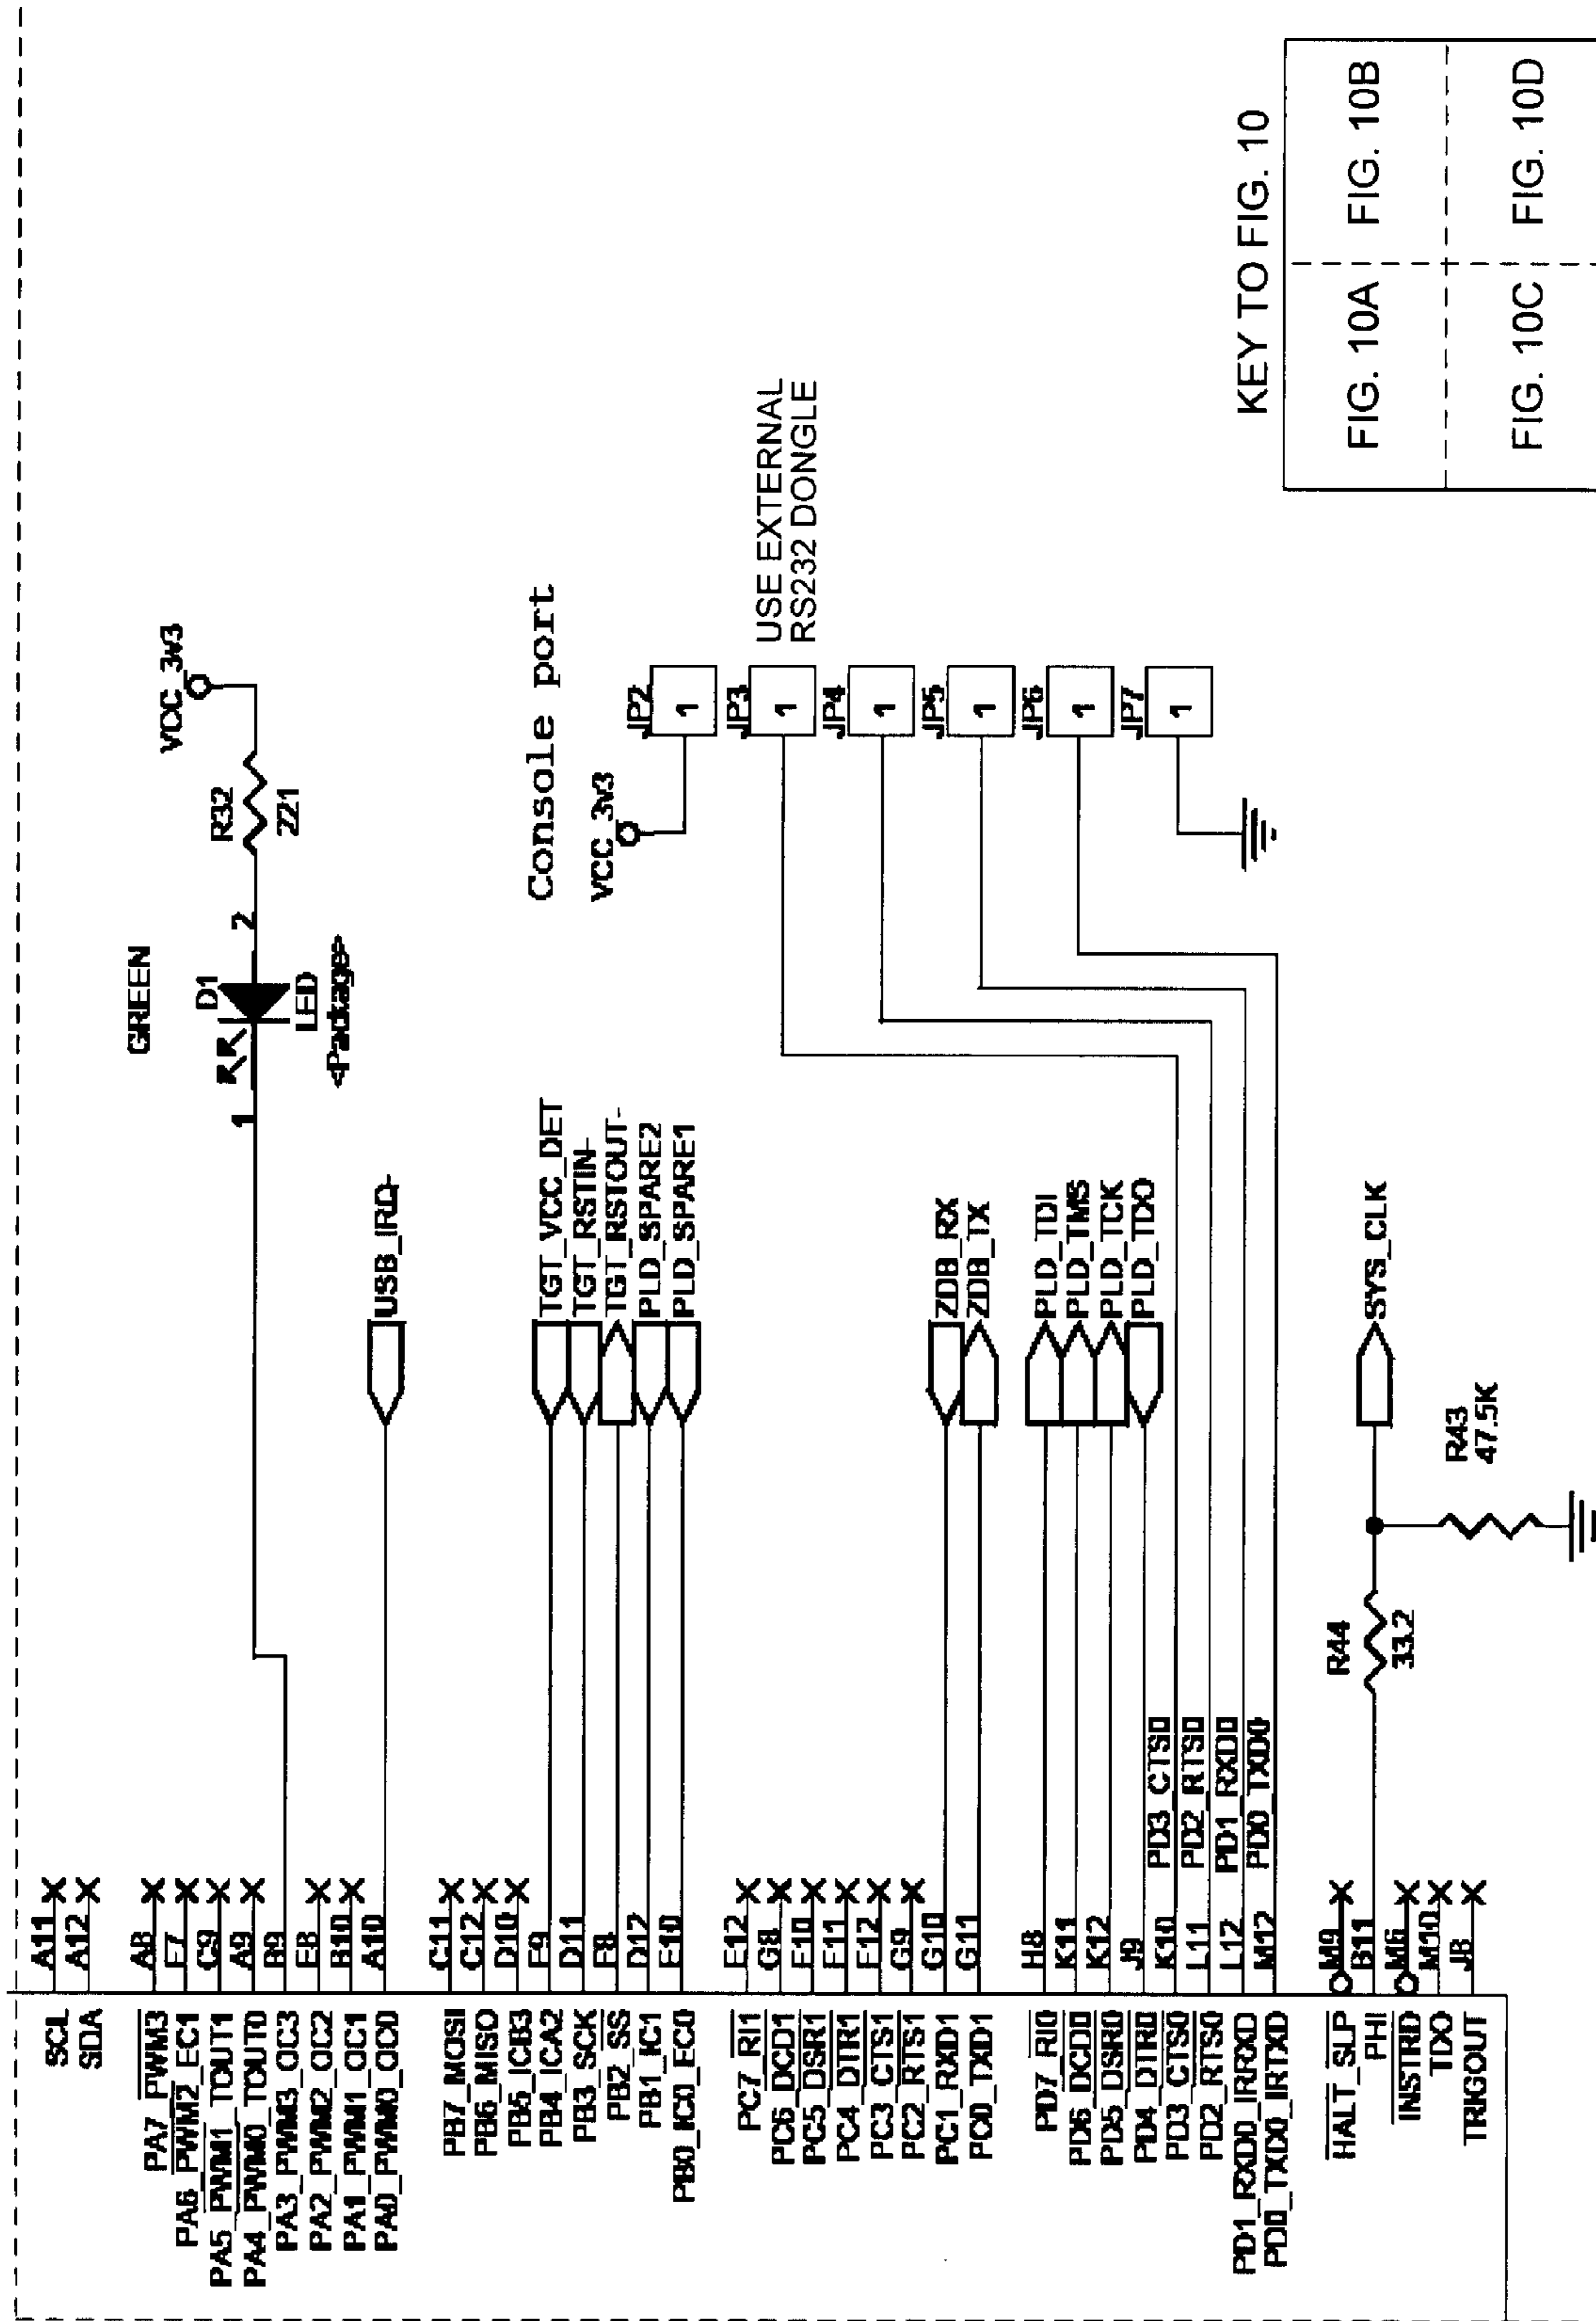 SCL A11
SDA A12
PA7_PWM3 A8
PA6_PWM2_EC1 E7
PA5_PWM1_TOUT1 C9
PA4_PWM0_TOUT0 A9
PA3_PWM3_OC3 B9
PA2_PWM2_OC2 E8
PA1_PWM1_OC1 B10
PA0_PWM0_OC0 A10
USB_IRQ-
GREEN
1
D1
LED
<Package>
2
R32
221
VCC_3v3
PB7_MOSI C11
PB6_MISO C12
PB5_ICB3 D10
PB4_ICA2 E9 TGT_VCC_DET
PB3_SCK D11 TGT_RSTIN-
PB2_SS F8 TGT_RSTOUT-
PB1_IC1 D12 PLD_SPARE2
PB0_IC0_EC0 E10 PLD_SPARE1
Console port
VCC_3v3
JP2
1
JP3
1
JP4
1
JP5
1
JP6
1
JP7
1
USE EXTERNAL
RS232 DONGLE
PC7_RI1 E12
PC6_DCD1 G8
PC5_DSR1 F10
PC4_DTR1 F11
PC3_CTS1 F12
PC2_RTS1 G9
PC1_RXD1 G10 ZDB_RX
PC0_TXD1 G11 ZDB_TX
PD7_RI0 H8 PLD_TDI
PD6_DCD0 K11 PLD_TMS
PD5_DSR0 K12 PLD_TCK
PD4_DTR0 J9 PLD_TDO
PD3_CTS0 K10 PD3_CTS0
PD2_RTS0 L11 PD2_RTS0
PD1_RXD0_IRRXD L12 PD1_RXD0
PD0_TXD0_IRTXD M12 PD0_TXD0
HALT_SLP M9
PHI B11
INSTRD M6
TDO M10
TRIGOUT J8
R44
33.2
SYS_CLK
R43
47.5K
KEY TO FIG. 10
FIG. 10A FIG. 10B
FIG. 10C FIG. 10D